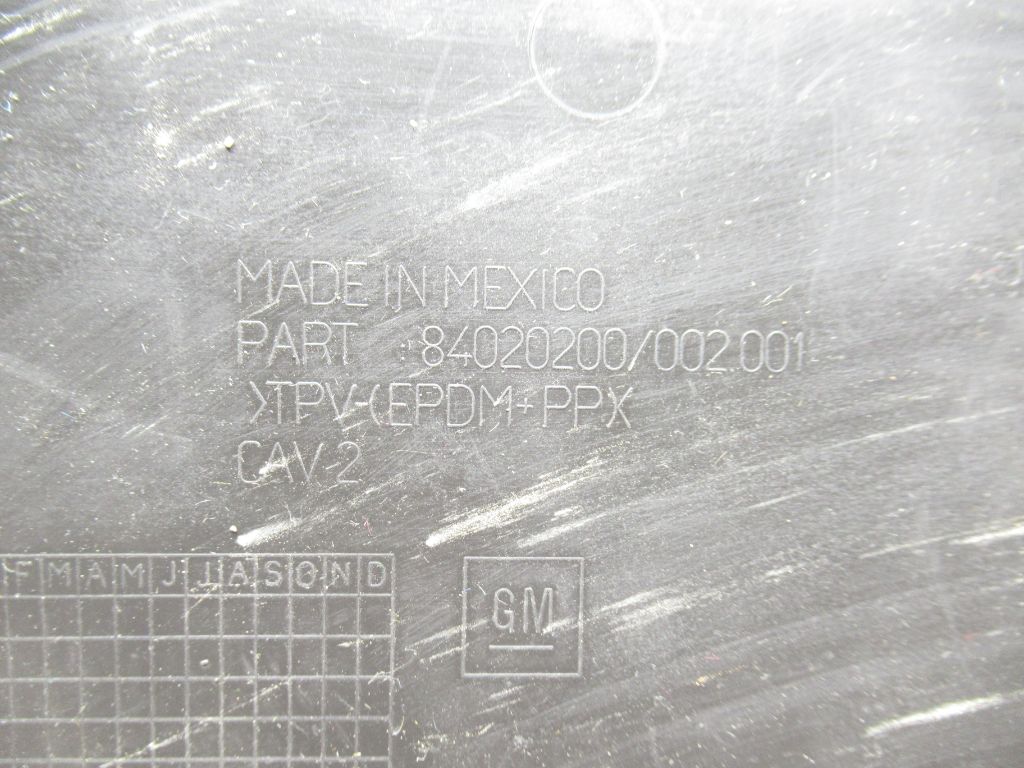 MADE IN MEXICO
PART : 84020200/002.001
>TPV-(EPDM+PP)<
CAV-2
F M A M J J A S O N D
GM